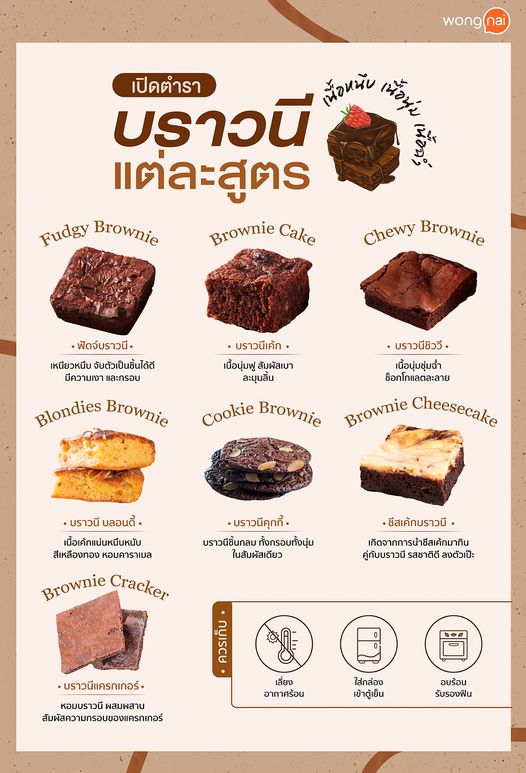 wongnai
เปิดตำรา
บราวนี
แต่ละสูตร
เนื้อหนึบ เนื้อนุ่ม เนื้อฉ่ำ
Fudgy Brownie
• ฟัดจ์บราวนี •
เหนียวหนึบ จับตัวเป็นชิ้นได้ดี
มีความเงา และกรอบ
Brownie Cake
• บราวนีเค้ก •
เนื้อนุ่มฟู สัมผัสเบา
ละมุนลิ้น
Chewy Brownie
• บราวนีชิววี •
เนื้อนุ่มชุ่มฉ่ำ
ช็อกโกแลตละลาย
Blondies Brownie
• บราวนี บลอนดี้ •
เนื้อเค้กแน่นหนึบหนับ
สีเหลืองทอง หอมคาราเมล
Cookie Brownie
• บราวนีคุกกี้ •
บราวนีชิ้นกลม ทั้งกรอบทั้งนุ่ม
ในสัมผัสเดียว
Brownie Cheesecake
• ชีสเค้กบราวนี •
เกิดจากการนำชีสเค้กมากิน
คู่กับบราวนี รสชาติดี ลงตัวเป๊ะ
Brownie Cracker
• บราวนีแครกเกอร์ •
หอมบราวนี ผสมผสาน
สัมผัสความกรอบของแครกเกอร์
• ควรเก็บ •
เลี่ยง
อากาศร้อน
ใส่กล่อง
เข้าตู้เย็น
อบร้อน
รับรองฟิน